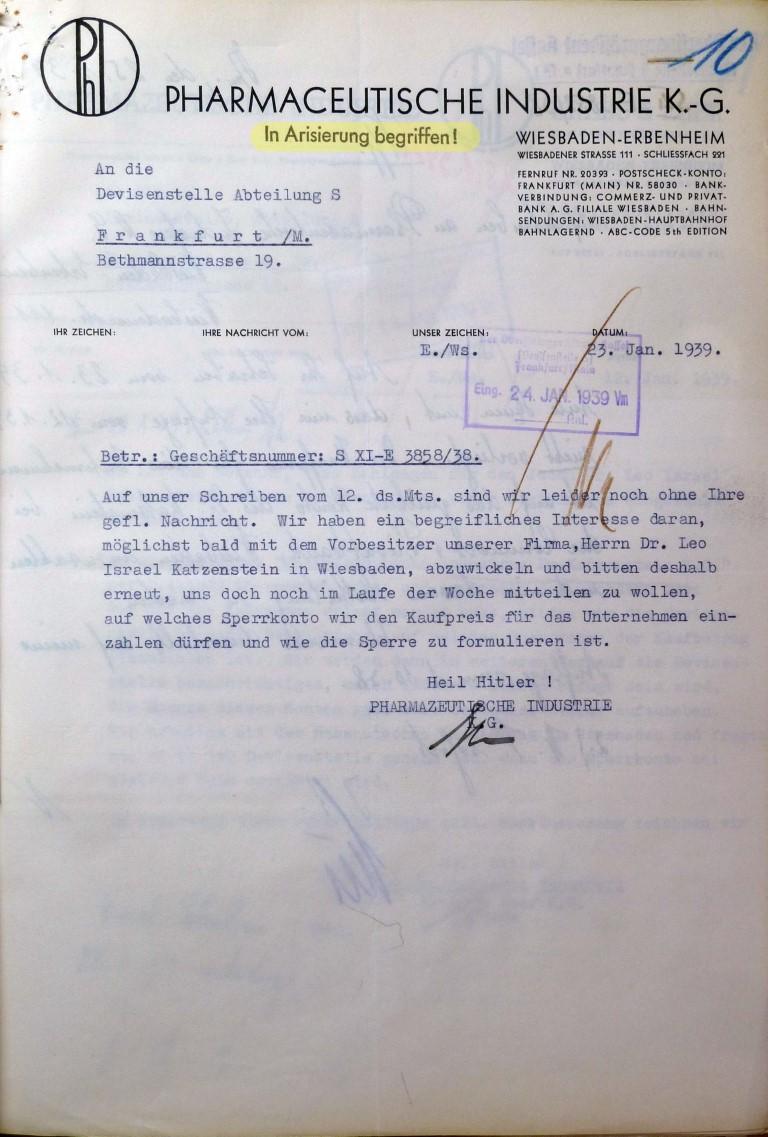 10
PhI
PHARMACEUTISCHE INDUSTRIE K.-G.
In Arisierung begriffen!
WIESBADEN-ERBENHEIM
WIESBADENER STRASSE 111 · SCHLIESSFACH 221
FERNRUF NR. 20393 · POSTSCHECK-KONTO:
FRANKFURT (MAIN) NR. 58030 · BANK-
VERBINDUNG: COMMERZ- UND PRIVAT-
BANK A. G. FILIALE WIESBADEN · BAHN-
SENDUNGEN: WIESBADEN-HAUPTBAHNHOF
BAHNLAGERND · ABC-CODE 5th EDITION
An die
Devisenstelle Abteilung S
Frankfurt /M.
Bethmannstrasse 19.
IHR ZEICHEN: IHRE NACHRICHT VOM: UNSER ZEICHEN: DATUM:
E./Ws. 23. Jan. 1939.
(Devisenstelle
Frankfurt/Main
Eing. 24. JAN. 1939 Vm
Anl.
Betr.: Geschäftsnummer: S XI-E 3858/38.
Auf unser Schreiben vom 12. ds.Mts. sind wir leider noch ohne Ihre
gefl. Nachricht. Wir haben ein begreifliches Interesse daran,
möglichst bald mit dem Vorbesitzer unserer Firma,Herrn Dr. Leo
Israel Katzenstein in Wiesbaden, abzuwickeln und bitten deshalb
erneut, uns doch noch im Laufe der Woche mitteilen zu wollen,
auf welches Sperrkonto wir den Kaufpreis für das Unternehmen ein-
zahlen dürfen und wie die Sperre zu formulieren ist.
Heil Hitler !
PHARMAZEUTISCHE INDUSTRIE
K.G.